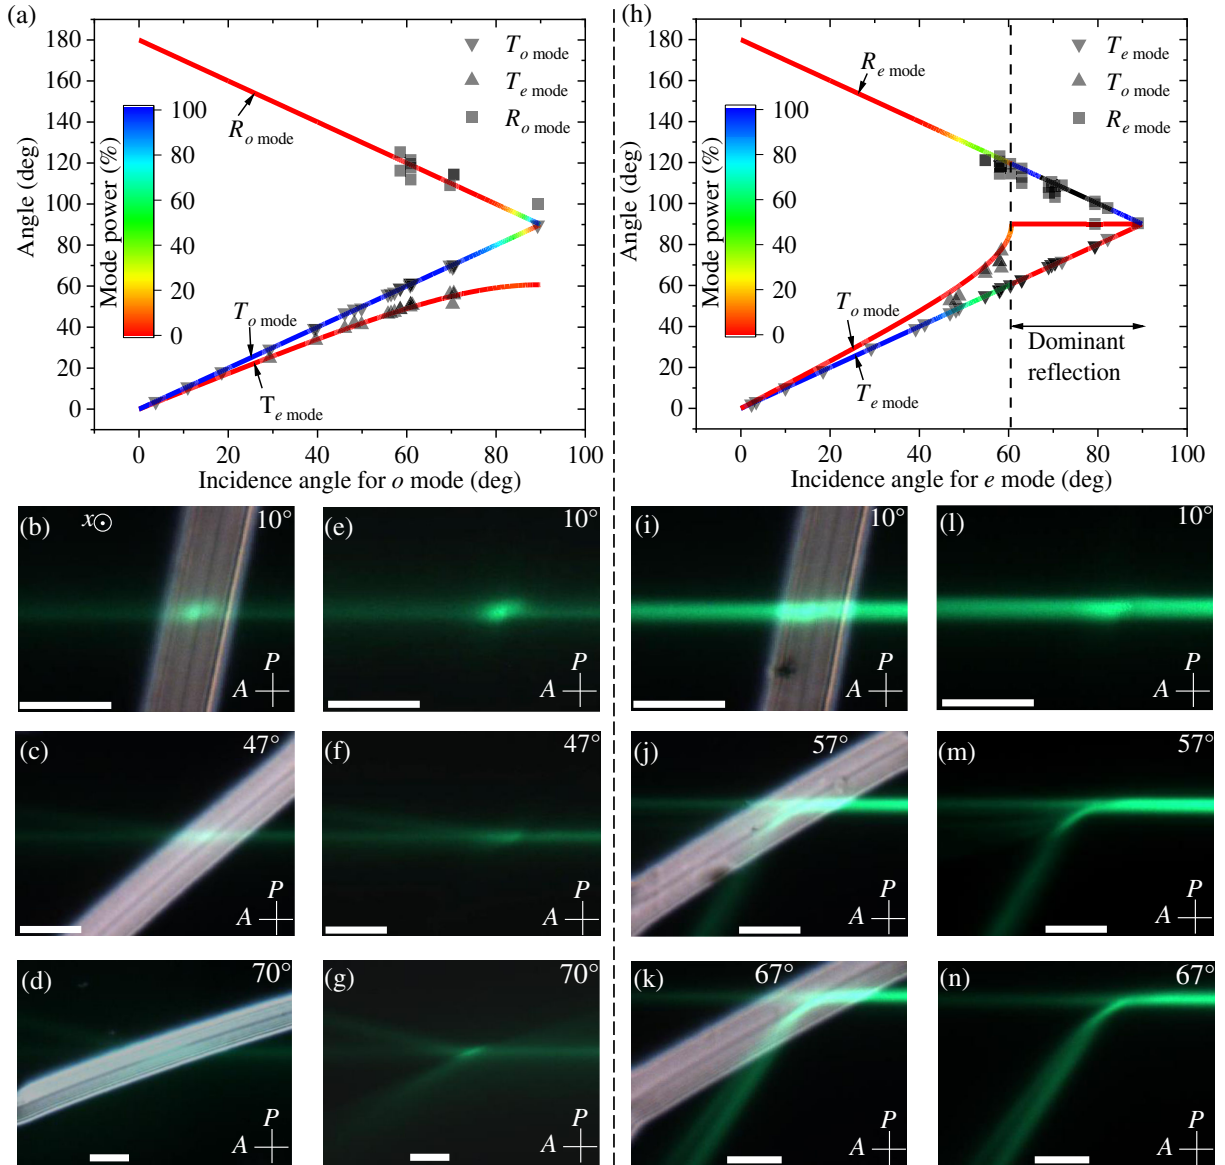 (a)
180
160
140
120
100
80
60
40
20
0
Angle (deg)
Mode power (%)
100
80
60
40
20
0
R o mode
T o mode
T e mode
T o mode
T e mode
R o mode
0 20 40 60 80 100
Incidence angle for o mode (deg)
(h)
180
160
140
120
100
80
60
40
20
0
Angle (deg)
Mode power (%)
100
80
60
40
20
0
R e mode
T o mode
T e mode
T e mode
T o mode
R e mode
Dominant
reflection
0 20 40 60 80 100
Incidence angle for e mode (deg)
(b) x 10°
P
A
(e) 10°
P
A
(i) 10°
P
A
(l) 10°
P
A
(c) 47°
P
A
(f) 47°
P
A
(j) 57°
P
A
(m) 57°
P
A
(d) 70°
P
A
(g) 70°
P
A
(k) 67°
P
A
(n) 67°
P
A